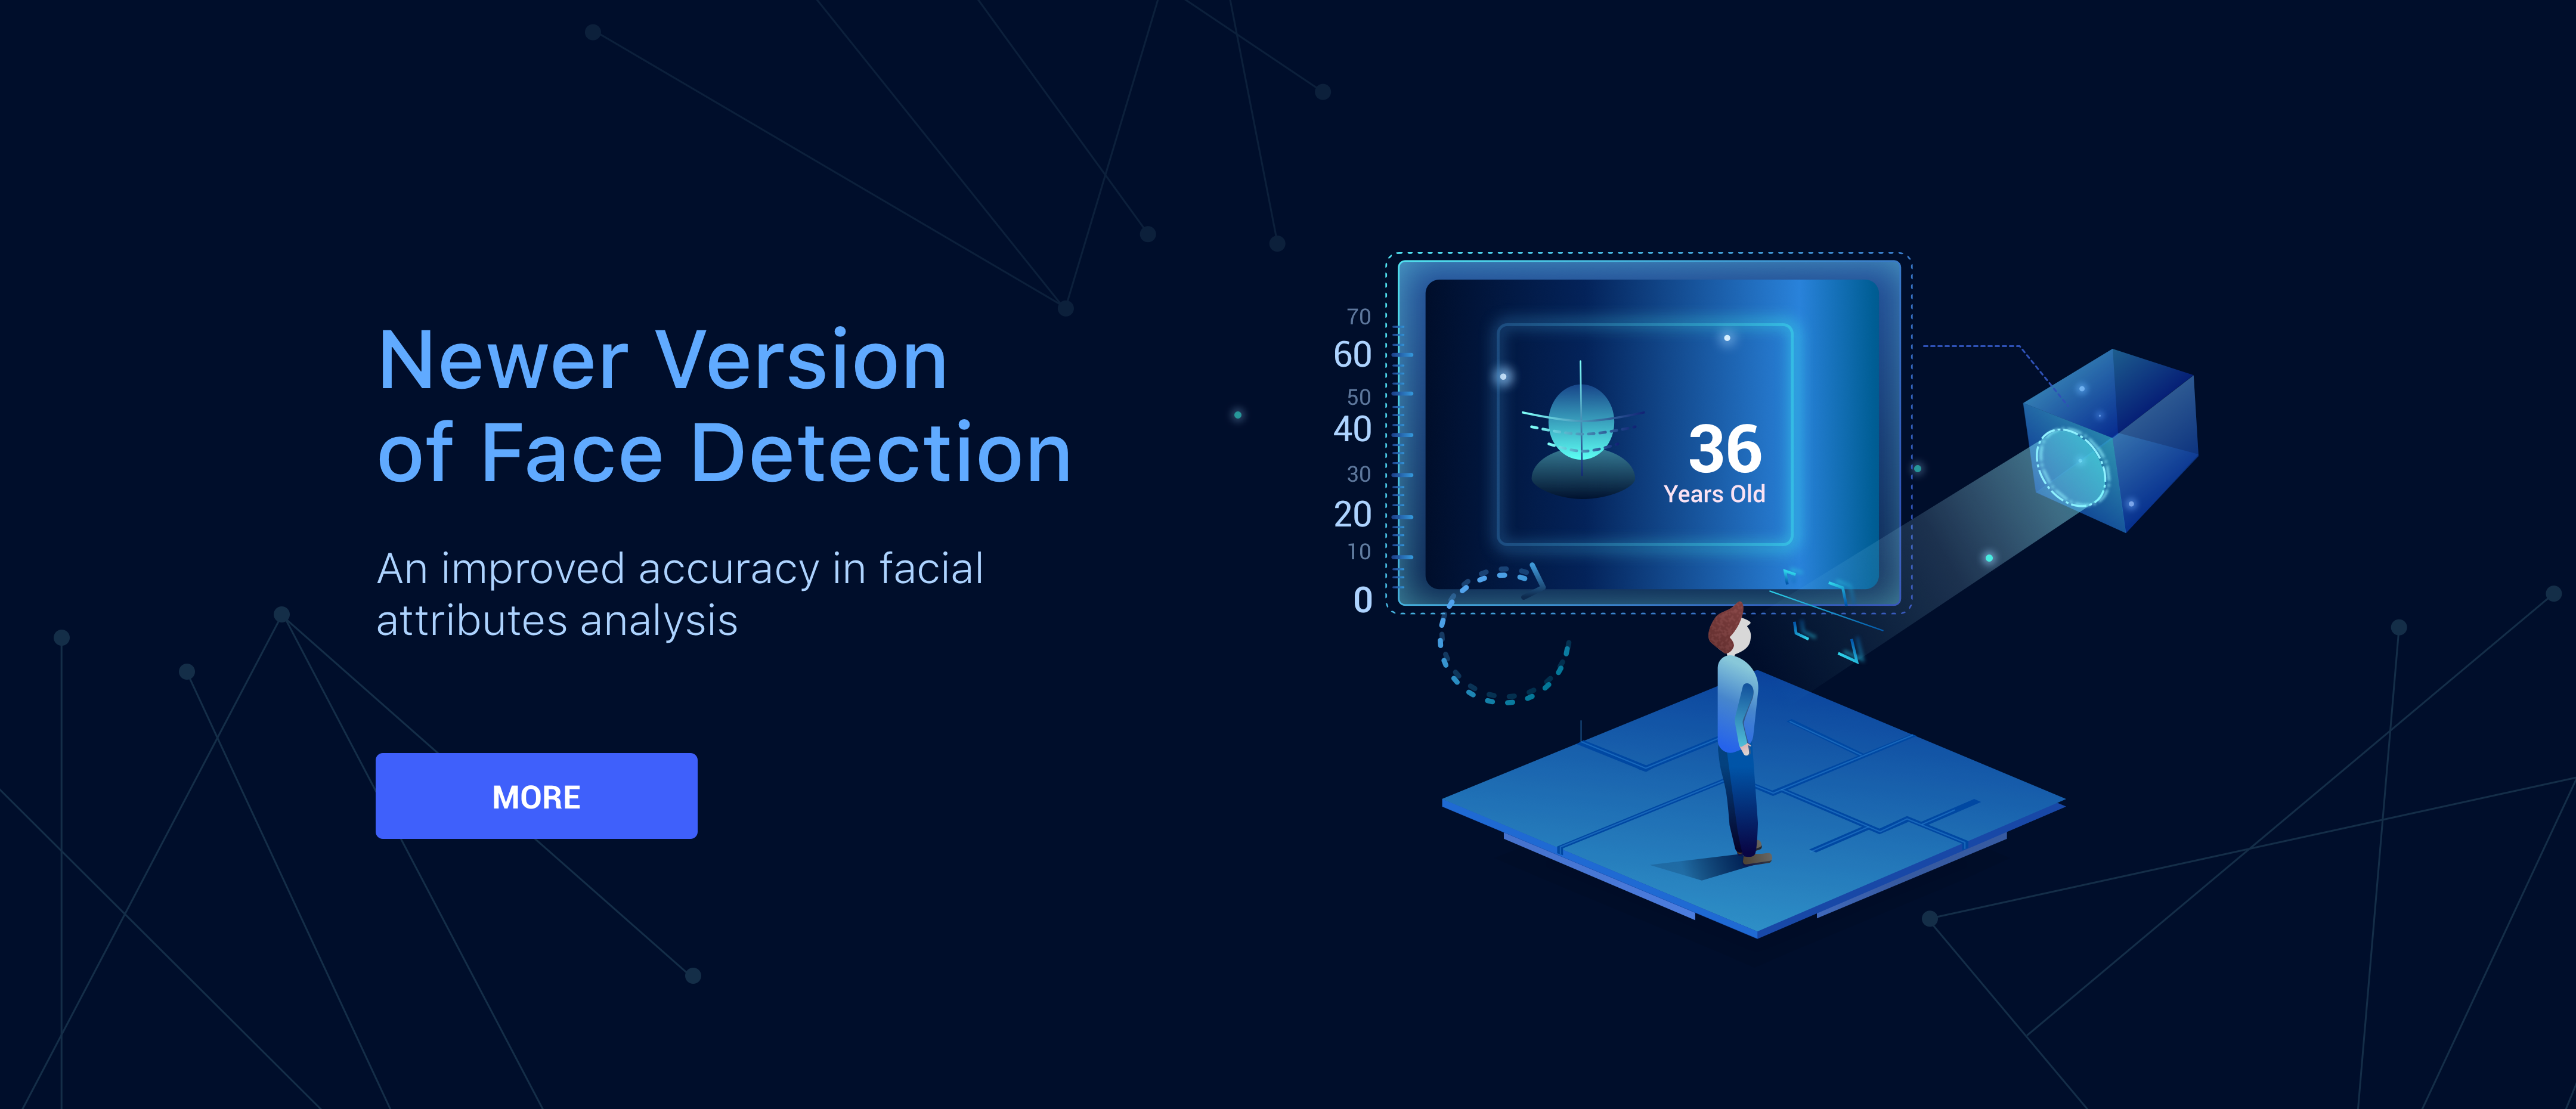 Newer Version
of Face Detection
An improved accuracy in facial
attributes analysis
MORE
70
60
50
40
30
20
10
0
36
Years Old